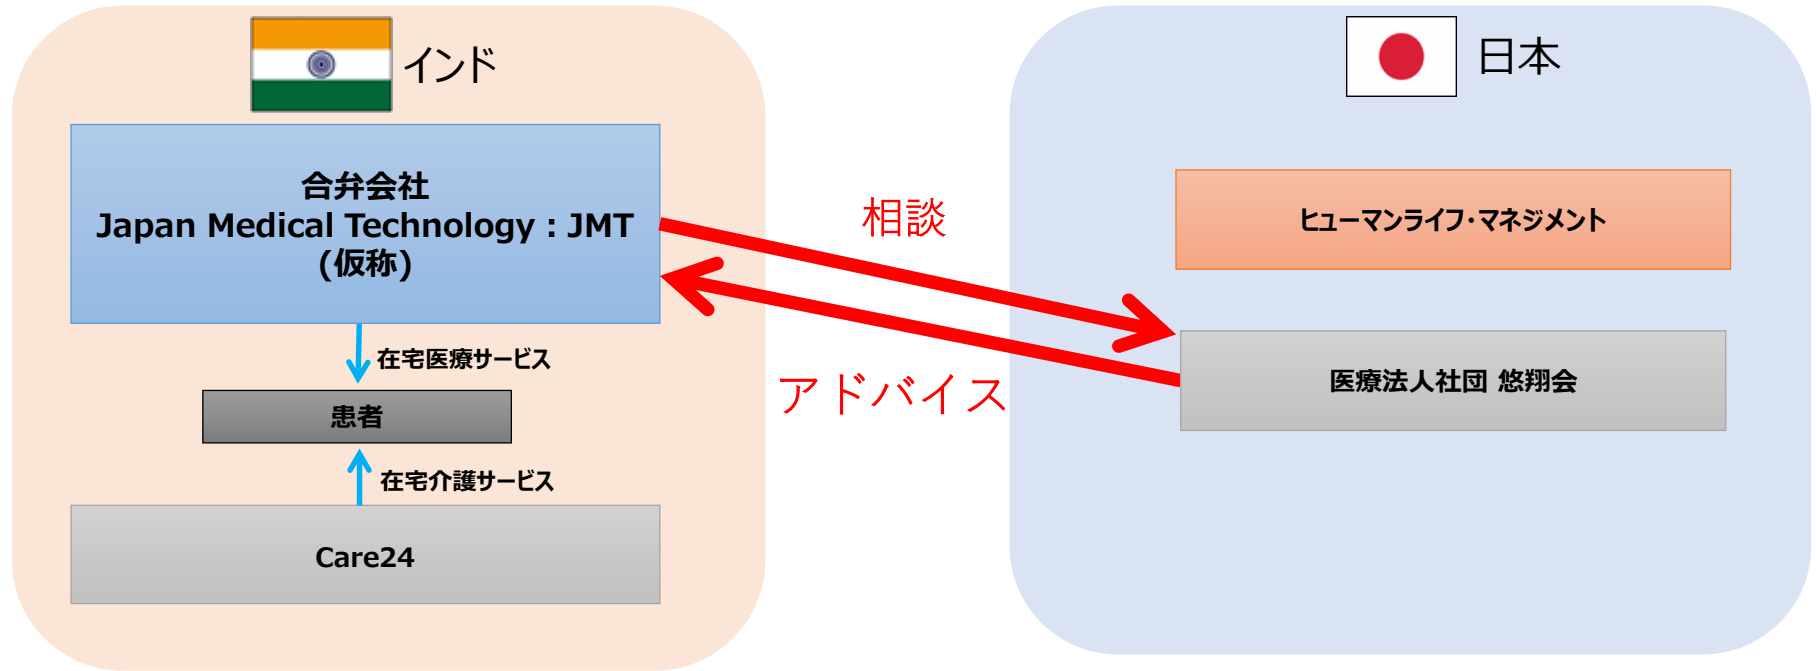 インド
合弁会社
Japan Medical Technology:JMT
(仮称)
在宅医療サービス
患者
在宅介護サービス
Care24
相談
アドバイス
日本
ヒューマンライフ・マネジメント
医療法人社団 悠翔会